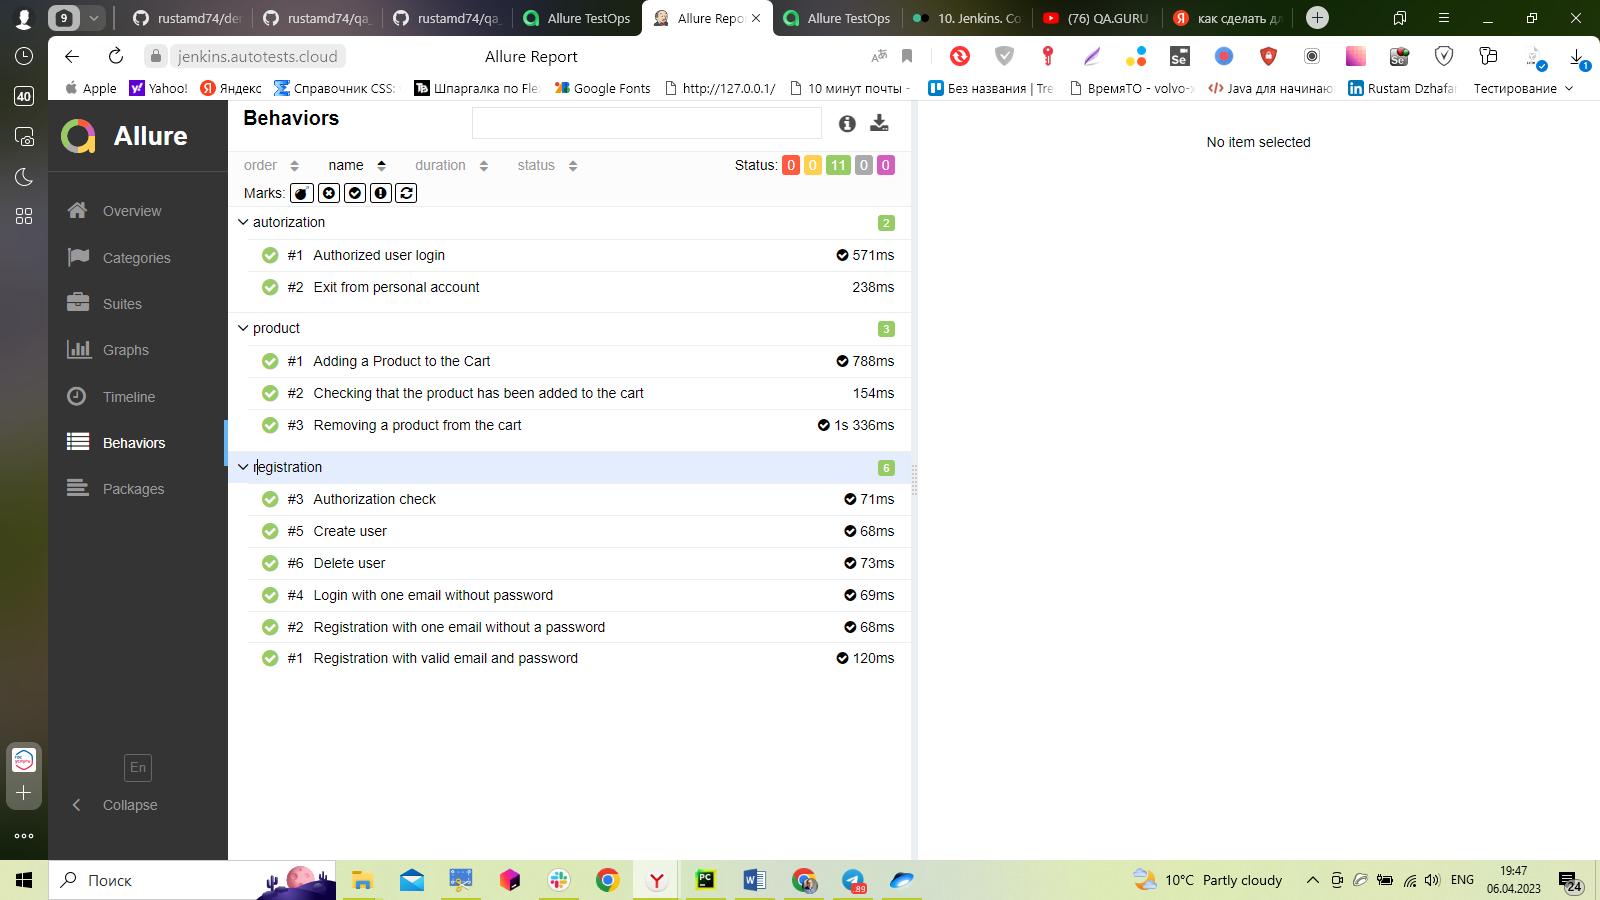 9
rustamd74/der
rustamd74/qa_
rustamd74/qa_
Allure TestOps
Allure Repo
Allure TestOps
10. Jenkins. Co
(76) QA.GURU
как сделать дл
40
jenkins.autotests.cloud
Allure Report
Apple
Yahoo!
Яндекс
Справочник CSS:
Шпаргалка по Flex
Google Fonts
http://127.0.0.1/
10 минут почты -
Без названия | Tre
ВремяТО - volvo-х
Java для начинаю
Rustam Dzhafar
Тестирование
1
Allure
Overview
Categories
Suites
Graphs
Timeline
Behaviors
Packages
En
Collapse
Behaviors
order name duration status Status: 0 0 11 0 0
Marks:
autorization 2
#1 Authorized user login 571ms
#2 Exit from personal account 238ms
product 3
#1 Adding a Product to the Cart 788ms
#2 Checking that the product has been added to the cart 154ms
#3 Removing a product from the cart 1s 336ms
registration 6
#3 Authorization check 71ms
#5 Create user 68ms
#6 Delete user 73ms
#4 Login with one email without password 69ms
#2 Registration with one email without a password 68ms
#1 Registration with valid email and password 120ms
No item selected
Поиск
89
10°C Partly cloudy
ENG
19:47
06.04.2023
24